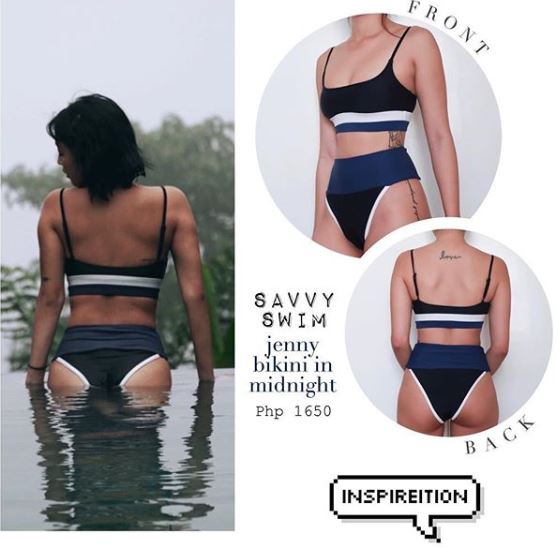 FRONT
SAVVY
SWIM
jenny
bikini in
midnight
Php 1650
BACK
INSPIREITION